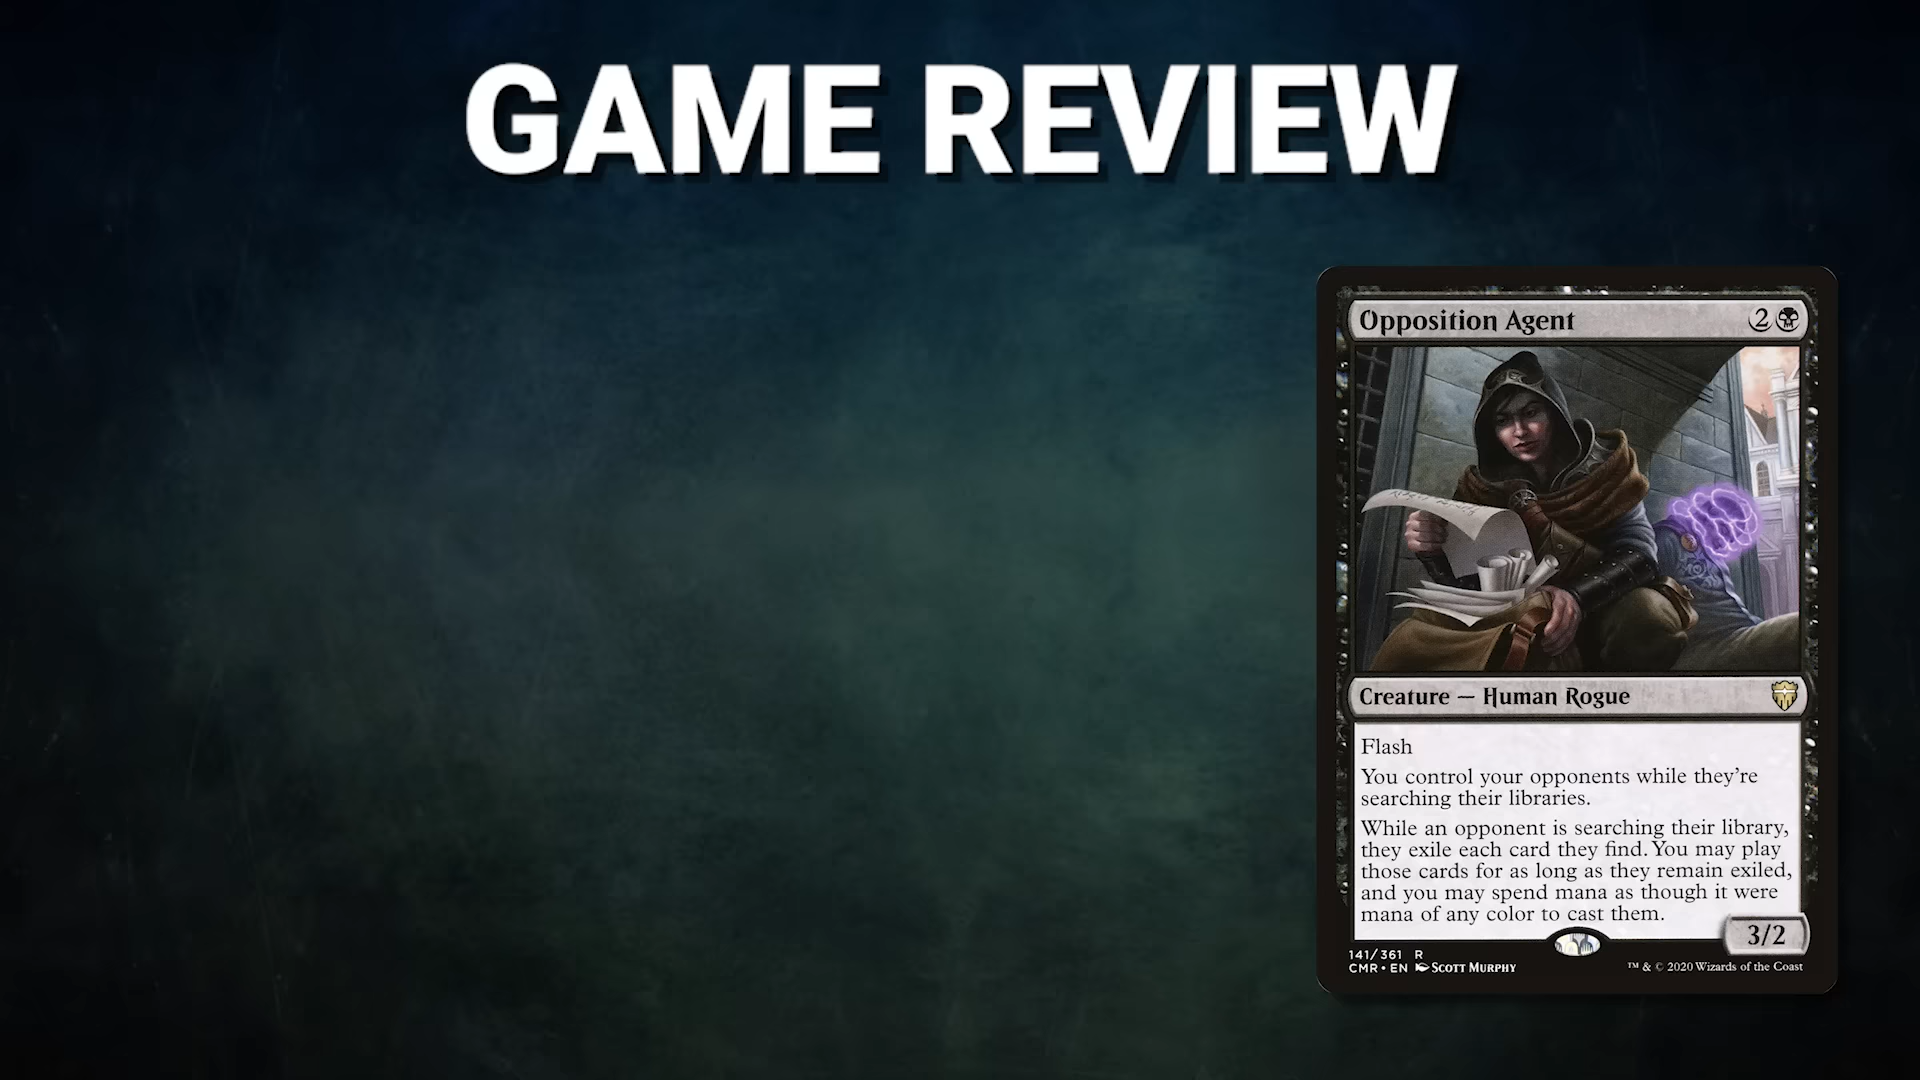 GAME REVIEW
Opposition Agent 2
Creature — Human Rogue
Flash
You control your opponents while they're
searching their libraries.
While an opponent is searching their library,
they exile each card they find. You may play
those cards for as long as they remain exiled,
and you may spend mana as though it were
mana of any color to cast them.
3/2
141/361 R
CMR • EN Scott Murphy
™ & © 2020 Wizards of the Coast